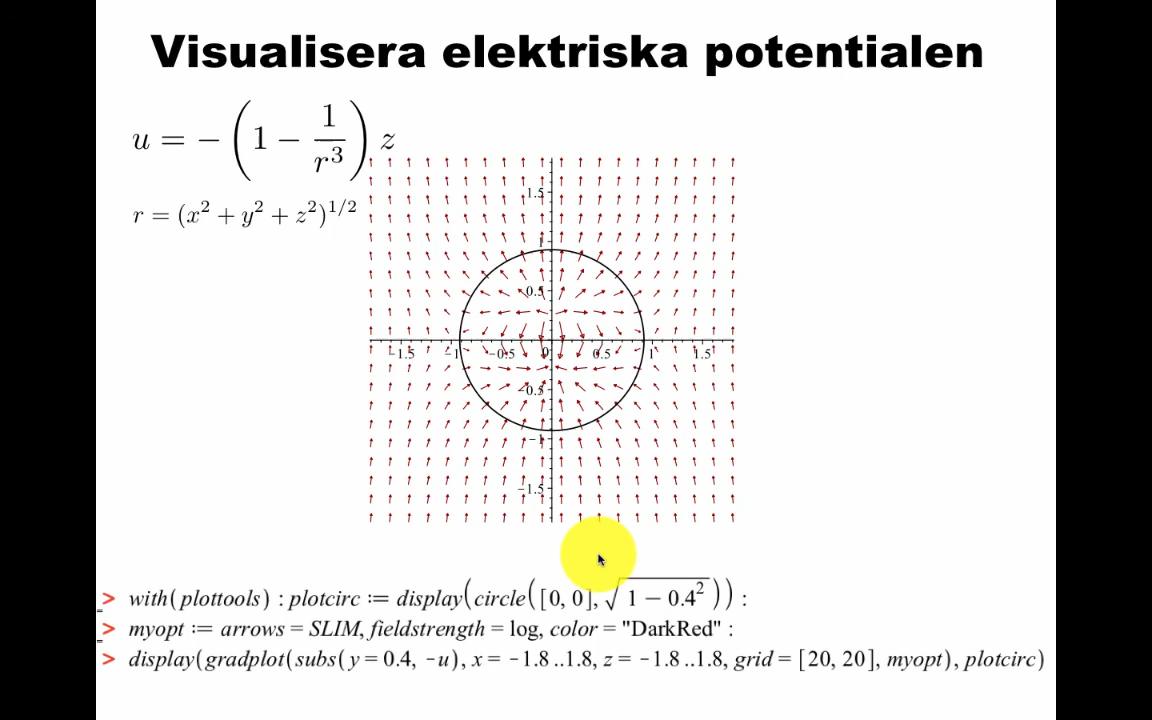 Visualisera elektriska potentialen
u = −(1 − 1/r³) z
r = (x² + y² + z²)^{1/2}
1.5
1
0.5
−1.5 −1 −0.5 0 0.5 1 1.5
−0.5
−1
−1.5
> with(plottools) : plotcirc := display(circle([0, 0], √(1 − 0.4²))) :
> myopt := arrows = SLIM, fieldstrength = log, color = "DarkRed" :
> display(gradplot(subs(y = 0.4, −u), x = −1.8 ..1.8, z = −1.8 ..1.8, grid = [20, 20], myopt), plotcirc)